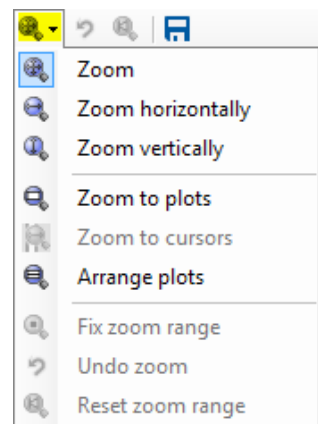 Zoom
Zoom horizontally
Zoom vertically
Zoom to plots
Zoom to cursors
Arrange plots
Fix zoom range
Undo zoom
Reset zoom range